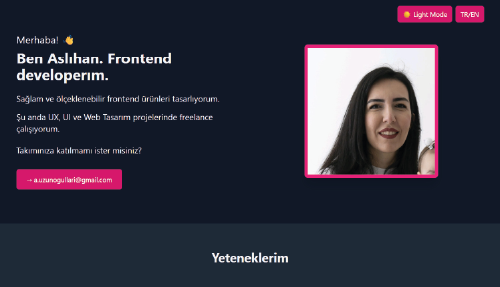 Light Mode
TR/EN
Merhaba! 👋
Ben Aslıhan. Frontend
developerım.
Sağlam ve ölçeklenebilir frontend ürünleri tasarlıyorum.
Şu anda UX, UI ve Web Tasarım projelerinde freelance
çalışıyorum.
Takımınıza katılmamı ister misiniz?
→ a.uzunogullari@gmail.com
Yeteneklerim